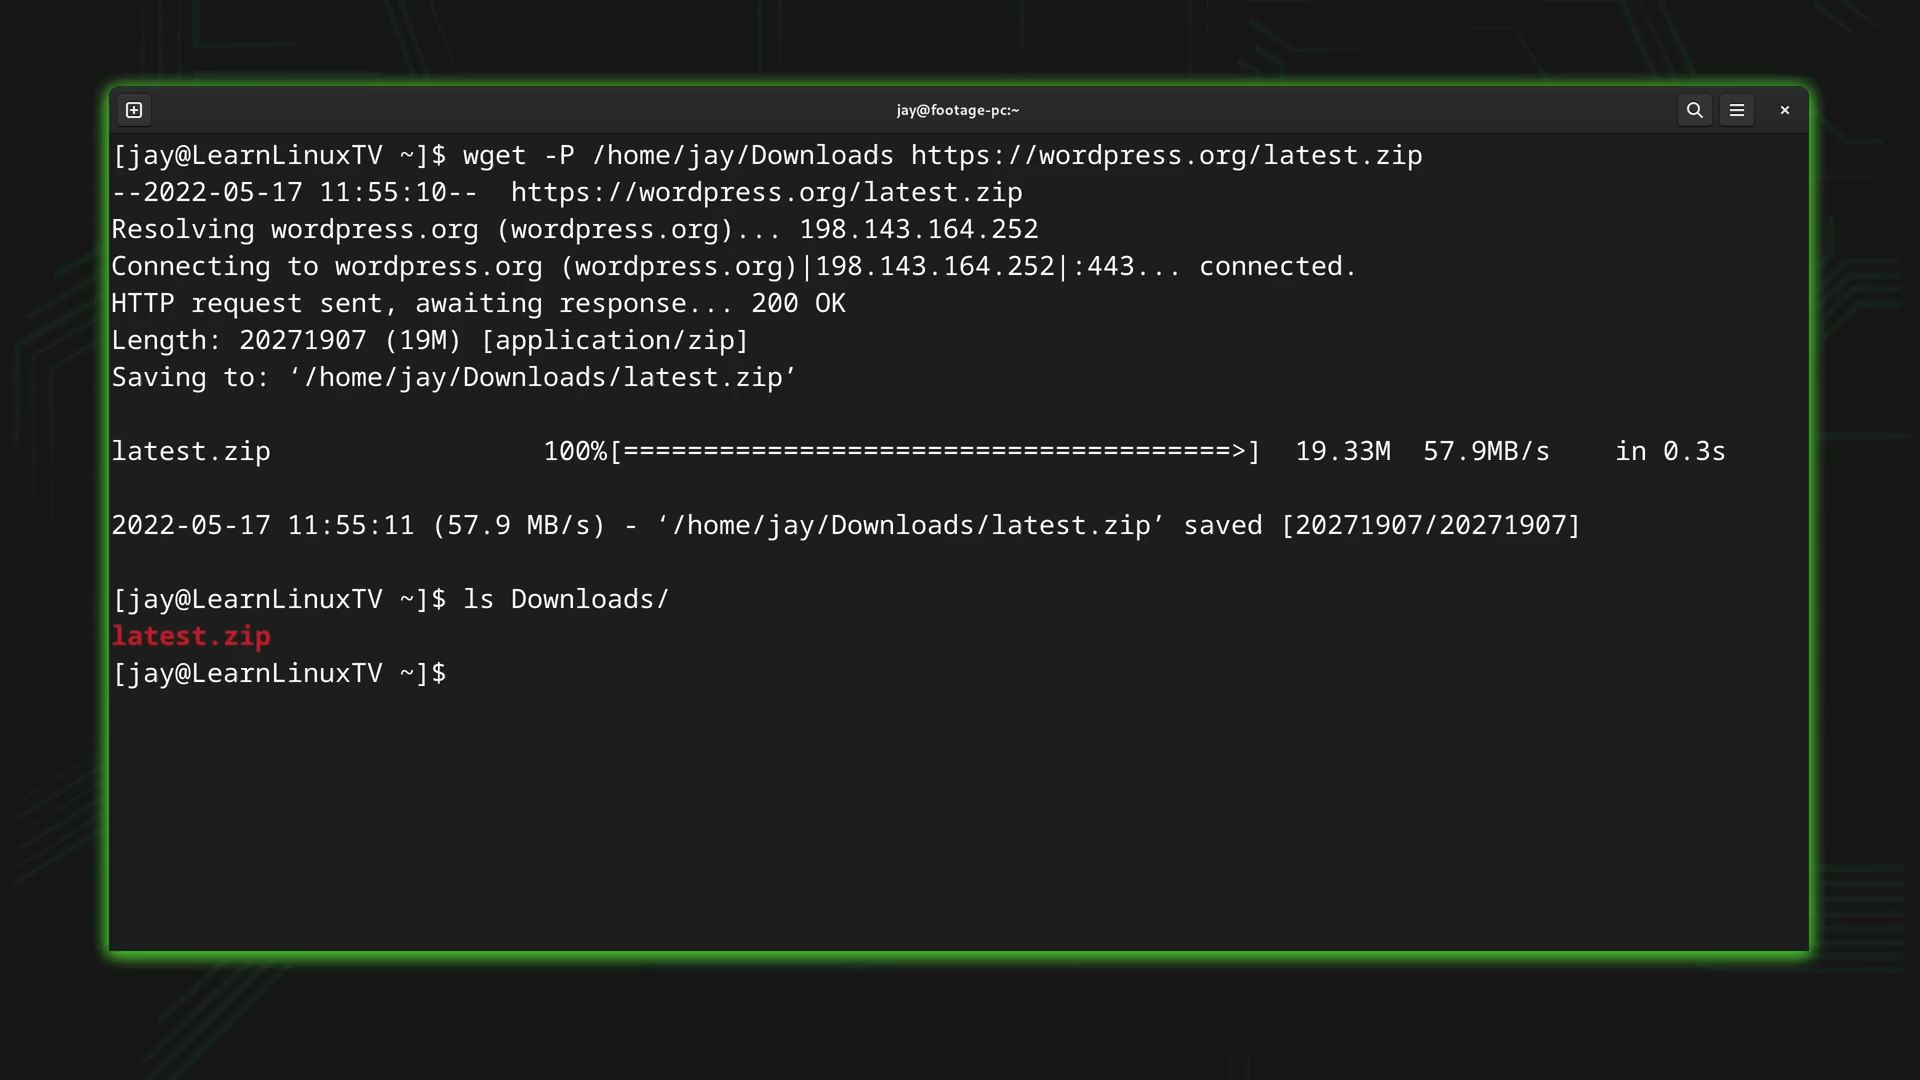 jay@footage-pc:~
[jay@LearnLinuxTV ~]$ wget -P /home/jay/Downloads https://wordpress.org/latest.zip
--2022-05-17 11:55:10--  https://wordpress.org/latest.zip
Resolving wordpress.org (wordpress.org)... 198.143.164.252
Connecting to wordpress.org (wordpress.org)|198.143.164.252|:443... connected.
HTTP request sent, awaiting response... 200 OK
Length: 20271907 (19M) [application/zip]
Saving to: ‘/home/jay/Downloads/latest.zip’
latest.zip                 100%[======================================>]  19.33M  57.9MB/s    in 0.3s
2022-05-17 11:55:11 (57.9 MB/s) - ‘/home/jay/Downloads/latest.zip’ saved [20271907/20271907]
[jay@LearnLinuxTV ~]$ ls Downloads/
latest.zip
[jay@LearnLinuxTV ~]$